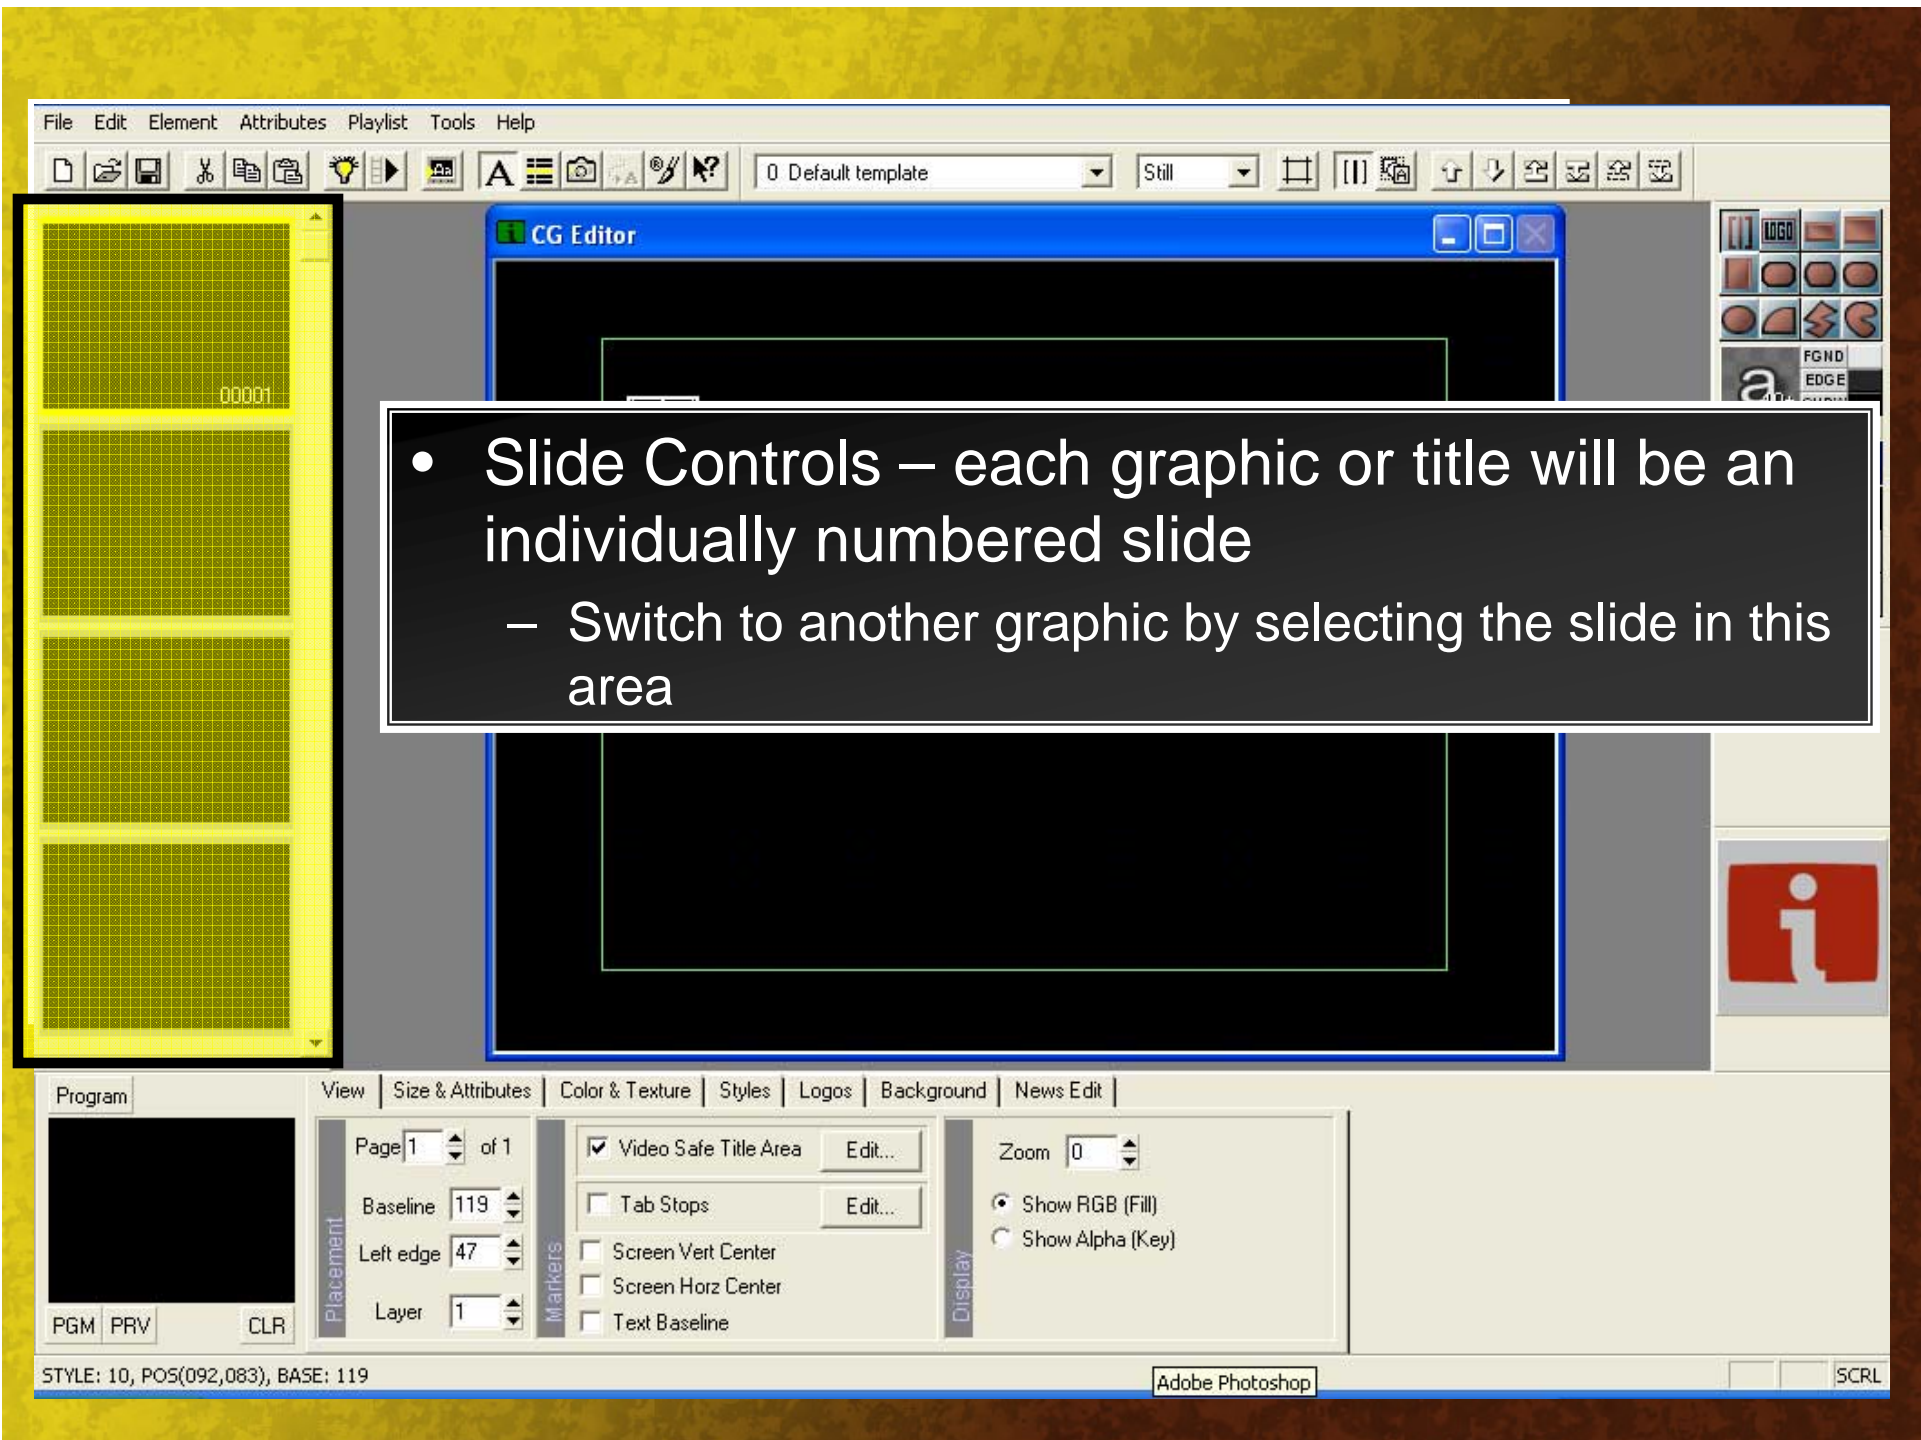 File Edit Element Attributes Playlist Tools Help
0 Default template
Still
CG Editor
LOGO
FGND
EDGE
a
00001
• Slide Controls – each graphic or title will be an
individually numbered slide
– Switch to another graphic by selecting the slide in this
area
i
Program
View Size & Attributes Color & Texture Styles Logos Background News Edit
Page 1 of 1
Baseline 119
Left edge 47
Layer 1
Placement
Video Safe Title Area Edit...
Tab Stops Edit...
Screen Vert Center
Screen Horz Center
Text Baseline
Markers
Zoom 0
Show RGB (Fill)
Show Alpha (Key)
Display
PGM PRV CLR
STYLE: 10, POS(092,083), BASE: 119
Adobe Photoshop
SCRL